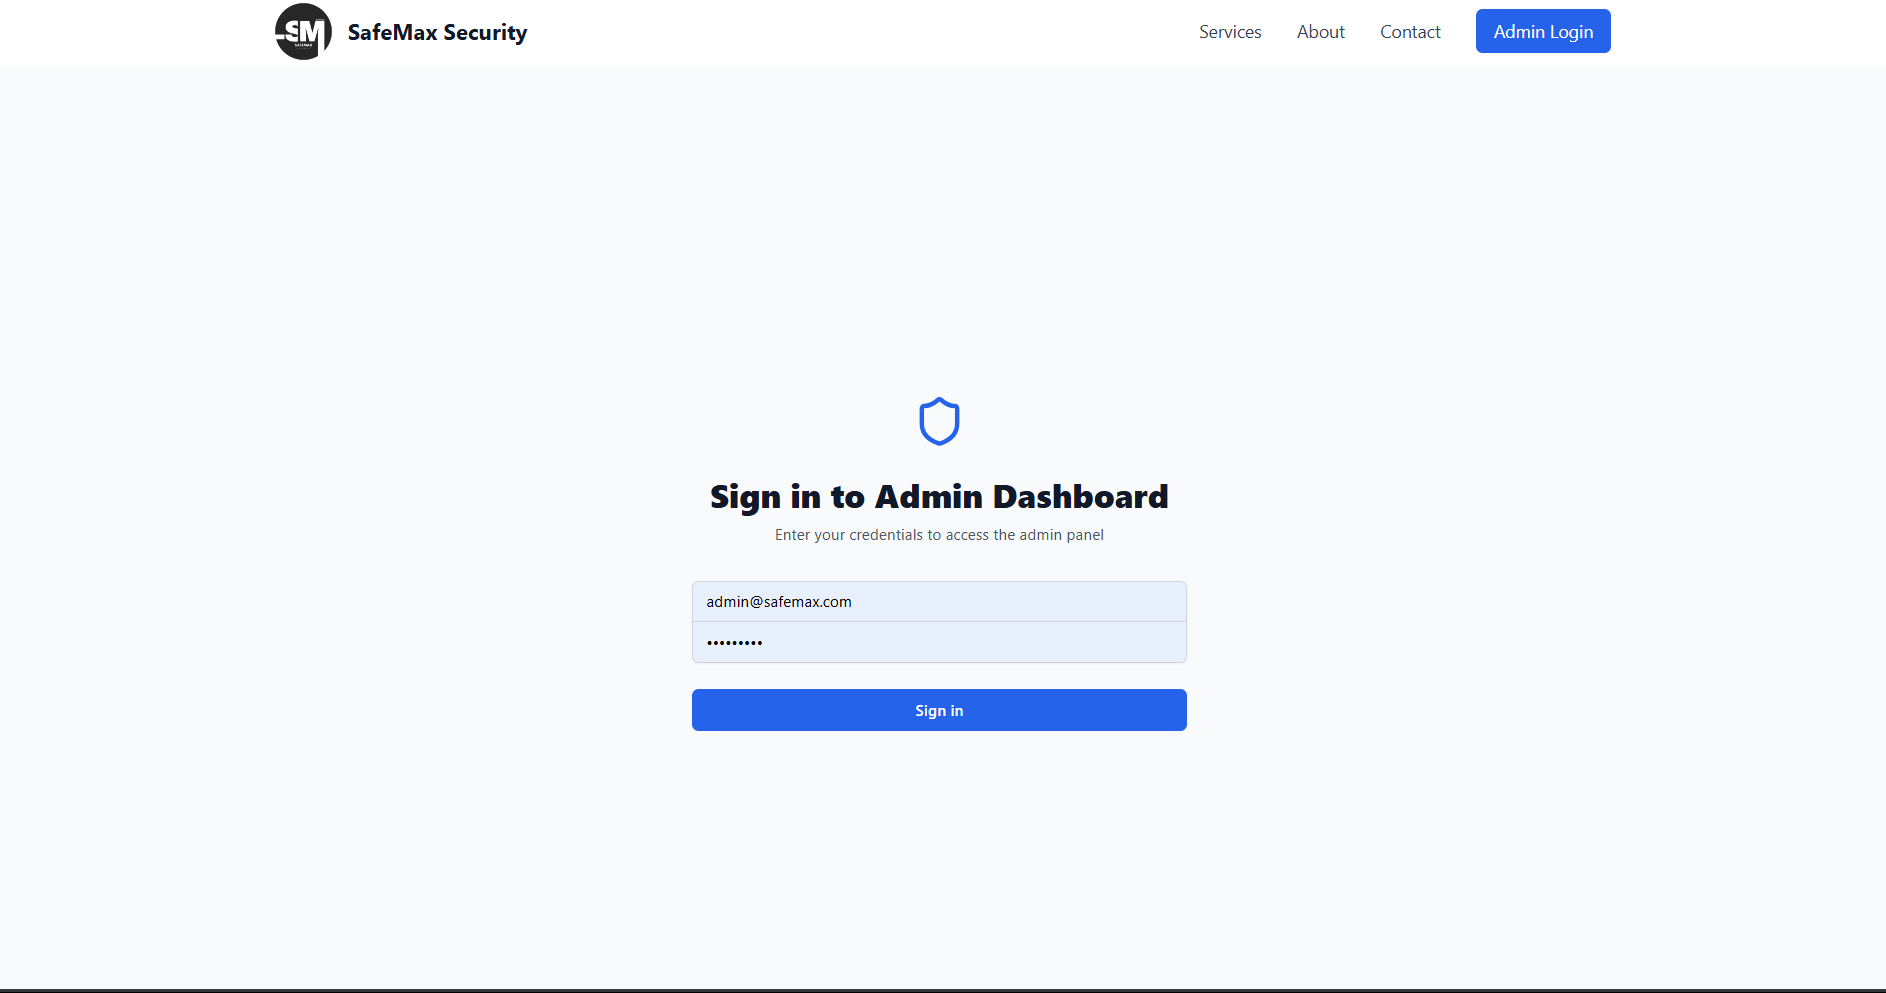 SM
SAFEMAX
SafeMax Security
Services
About
Contact
Admin Login
Sign in to Admin Dashboard
Enter your credentials to access the admin panel
admin@safemax.com
•••••••••
Sign in